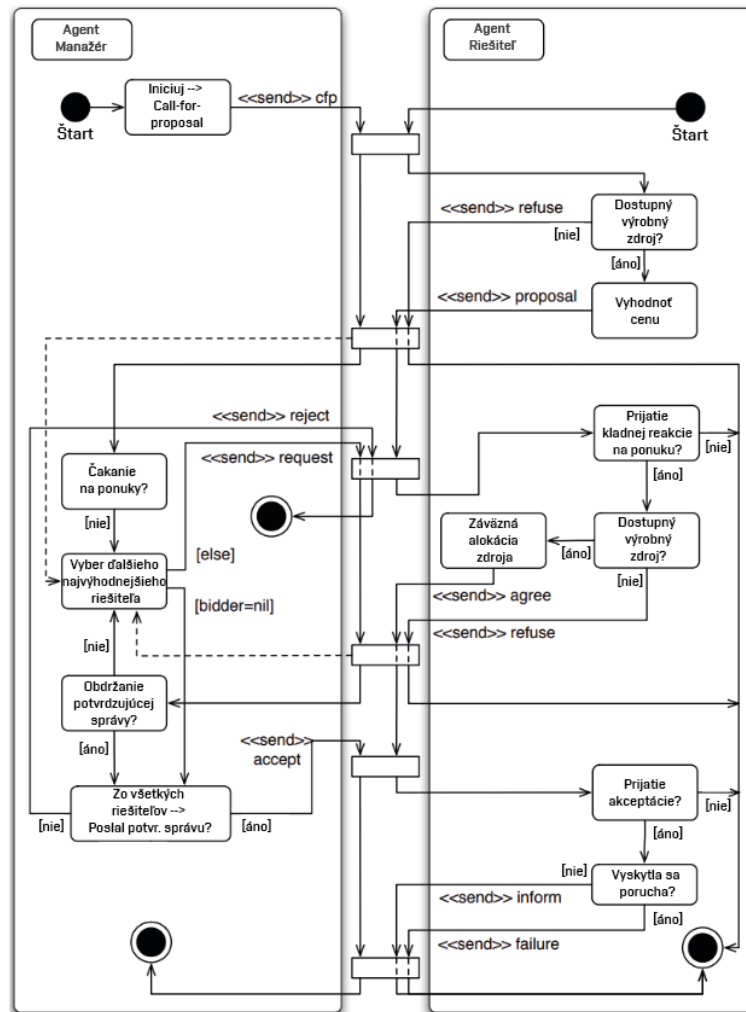 Agent
Manažér
Agent
Riešiteľ
Iniciuj -->
Call-for-
proposal
<<send>> cfp
Štart
Štart
<<send>> refuse
[nie]
Dostupný
výrobný
zdroj?
[áno]
<<send>> proposal
Vyhodnoť
cenu
<<send>> reject
<<send>> request
Prijatie
kladnej reakcie
na ponuku?
[nie]
[áno]
Čakanie
na ponuky?
[nie]
[else]
Vyber ďalšieho
najvýhodnejšieho
riešiteľa
[bidder=nil]
Záväzná
alokácia
zdroja
[áno]
Dostupný
výrobný
zdroj?
[nie]
<<send>> agree
<<send>> refuse
[nie]
Obdržanie
potvrdzujúcej
správy?
[áno]
<<send>>
accept
Zo všetkých
riešiteľov -->
Poslal potvr. správu?
[nie]
[áno]
Prijatie
akceptácie?
[nie]
[áno]
[nie]
Vyskytla sa
porucha?
<<send>> inform
[áno]
<<send>> failure